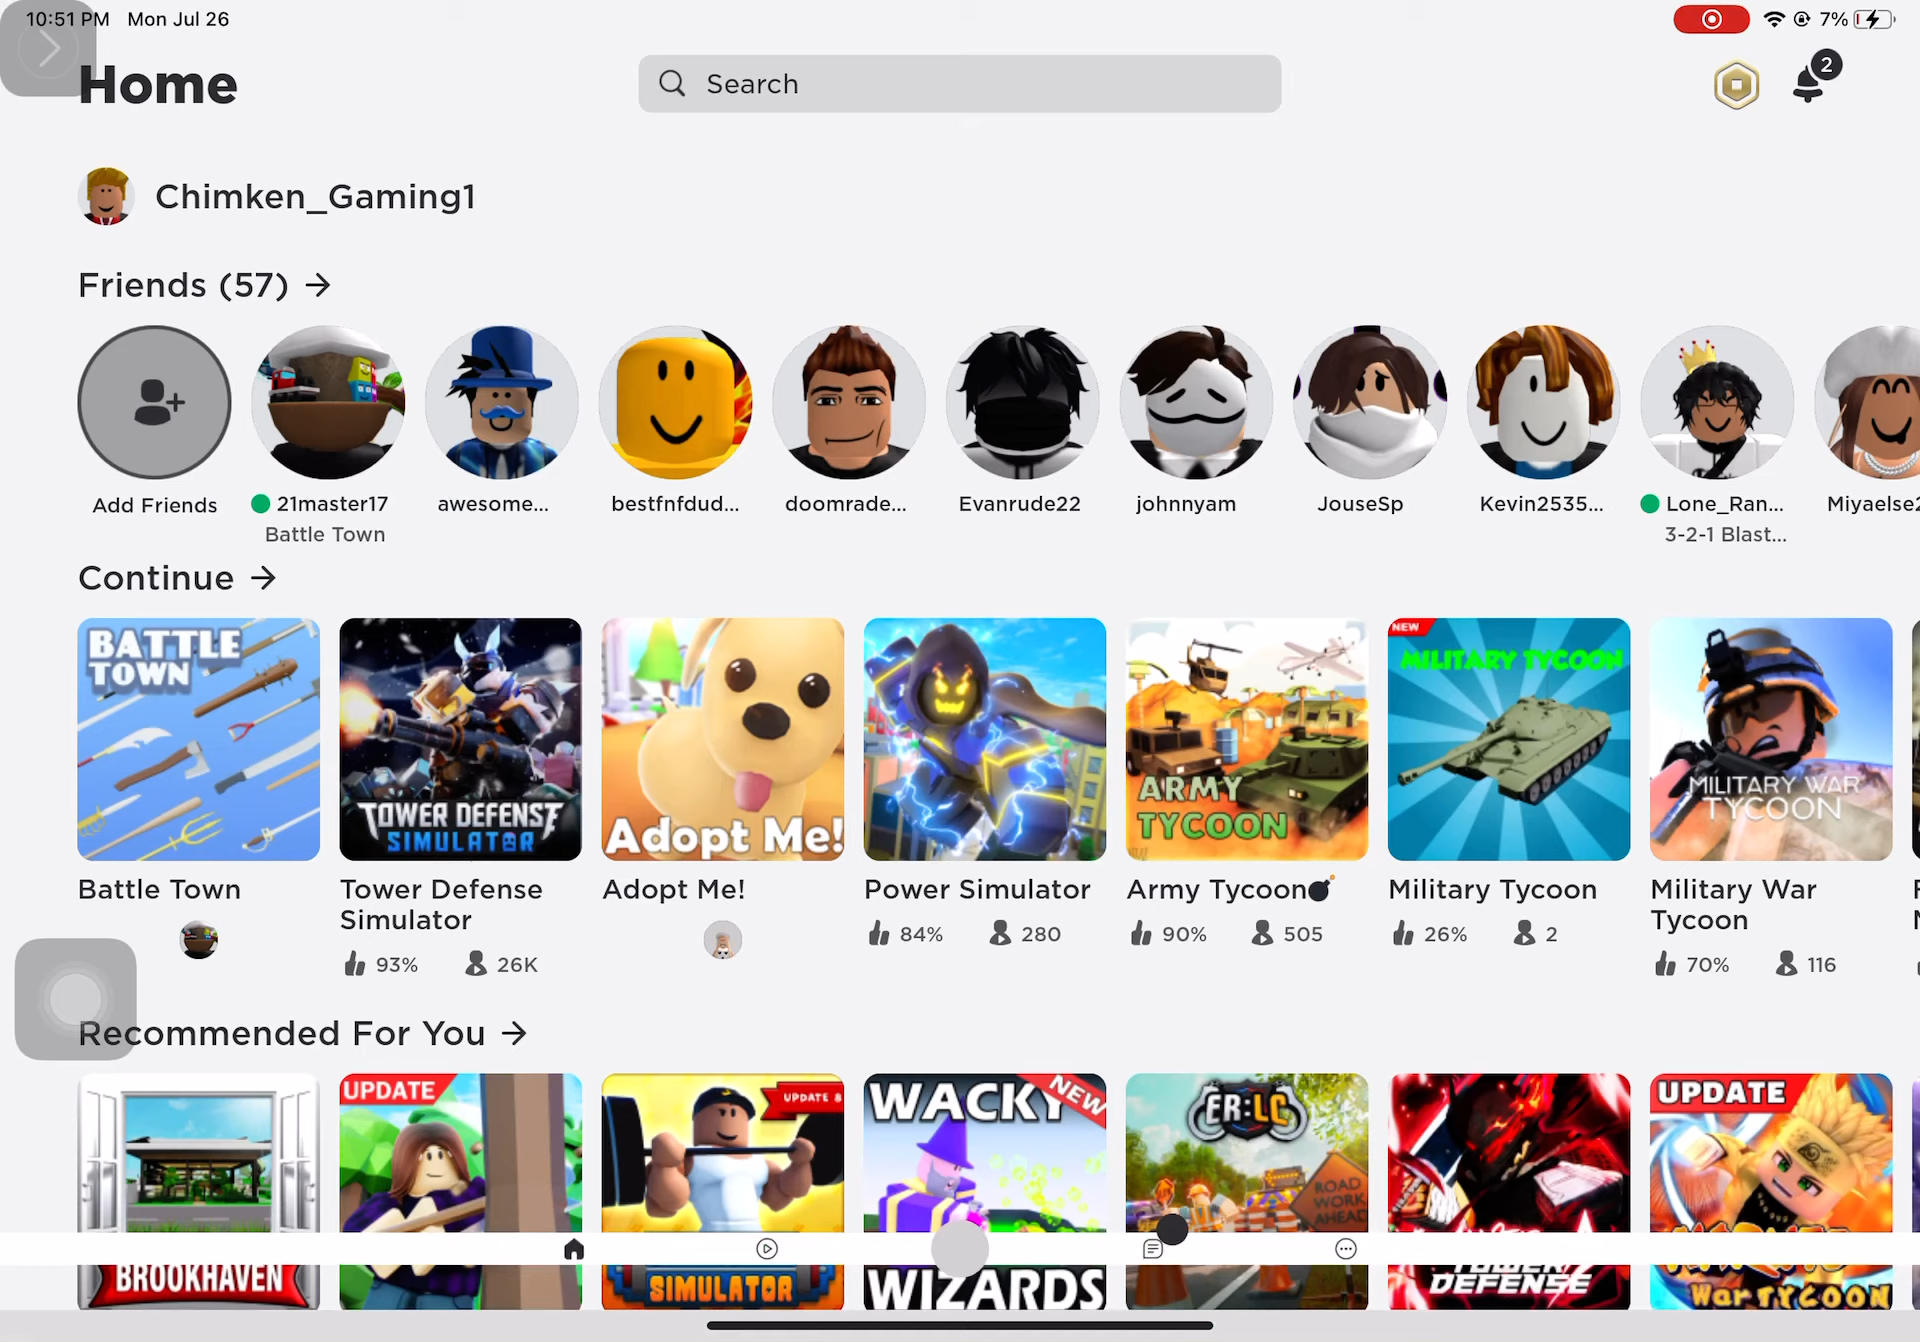 10:51 PM Mon Jul 26
7%
Home
Search
2
Chimken_Gaming1
Friends (57) →
Add Friends
21master17
Battle Town
awesome...
bestfnfdud...
doomrade...
Evanrude22
johnnyam
JouseSp
Kevin2535...
Lone_Ran...
3-2-1 Blast...
Miyaelse2
Continue →
BATTLE
TOWN
TOWER DEFENSE
SIMULATOR
Adopt Me!
ARMY
TYCOON
NEW
MILITARY TYCOON
MILITARY WAR
TYCOON
Battle Town
Tower Defense
Simulator
93% 26K
Adopt Me!
Power Simulator
84% 280
Army Tycoon
90% 505
Military Tycoon
26% 2
Military War
Tycoon
70% 116
Recommended For You →
BROOKHAVEN
UPDATE
UPDATE 8
SIMULATOR
WACKY
NEW
WIZARDS
ER:LC
ROAD
WORK
AHEAD
DEFENSE
UPDATE
War TYCOON